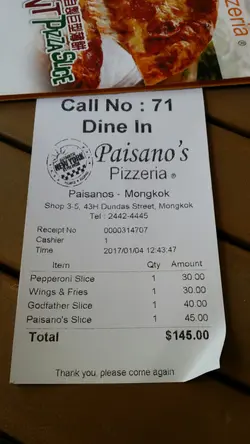 Pizzeria ®
PIZZA SLICE
Call No : 71
Dine In
Paisano's
Pizzeria ®
Paisanos - Mongkok
Shop 3-5, 43H Dundas Street, Mongkok
Tel : 2442-4445
Receipt No 0000314707
Cashier 1
Time 2017/01/04 12:43:47
Item Qty Amount
Pepperoni Slice 1 30.00
Wings & Fries 1 30.00
Godfather Slice 1 40.00
Paisano's Slice 1 45.00
Total $145.00
Thank you, please come again